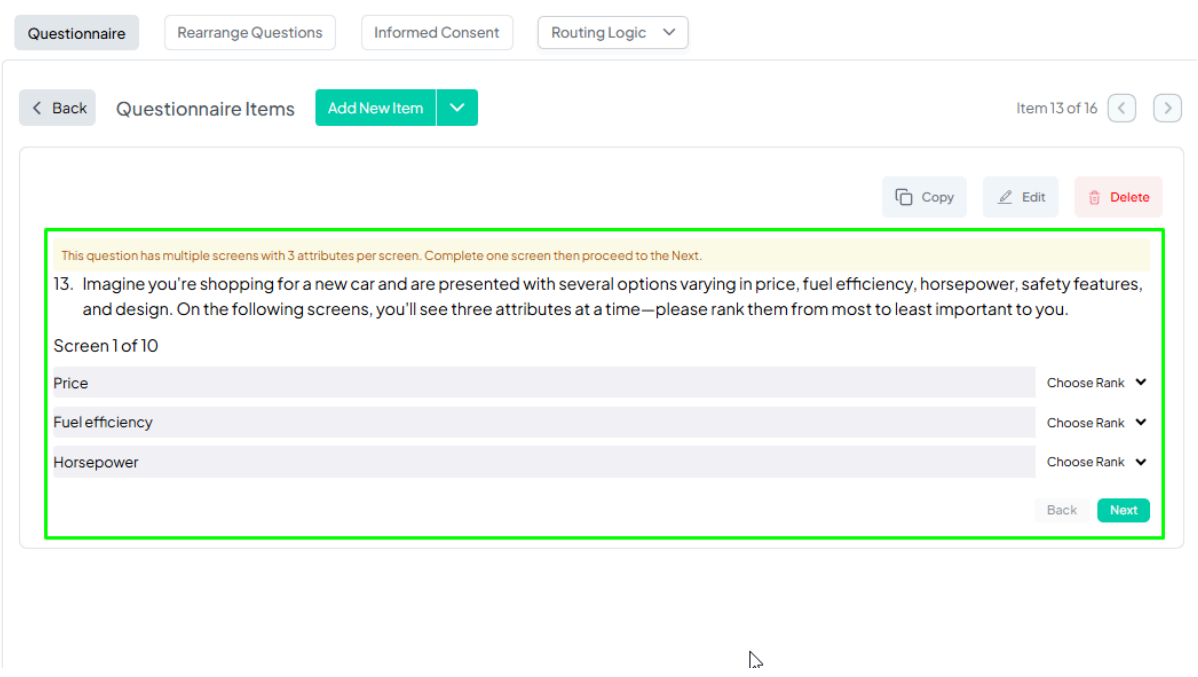 Questionnaire
Rearrange Questions
Informed Consent
Routing Logic
Back
Questionnaire Items
Add New Item
Item 13 of 16
Copy
Edit
Delete
This question has multiple screens with 3 attributes per screen. Complete one screen then proceed to the Next.
13. Imagine you're shopping for a new car and are presented with several options varying in price, fuel efficiency, horsepower, safety features,
and design. On the following screens, you'll see three attributes at a time—please rank them from most to least important to you.
Screen 1 of 10
Price
Choose Rank
Fuel efficiency
Choose Rank
Horsepower
Choose Rank
Back
Next